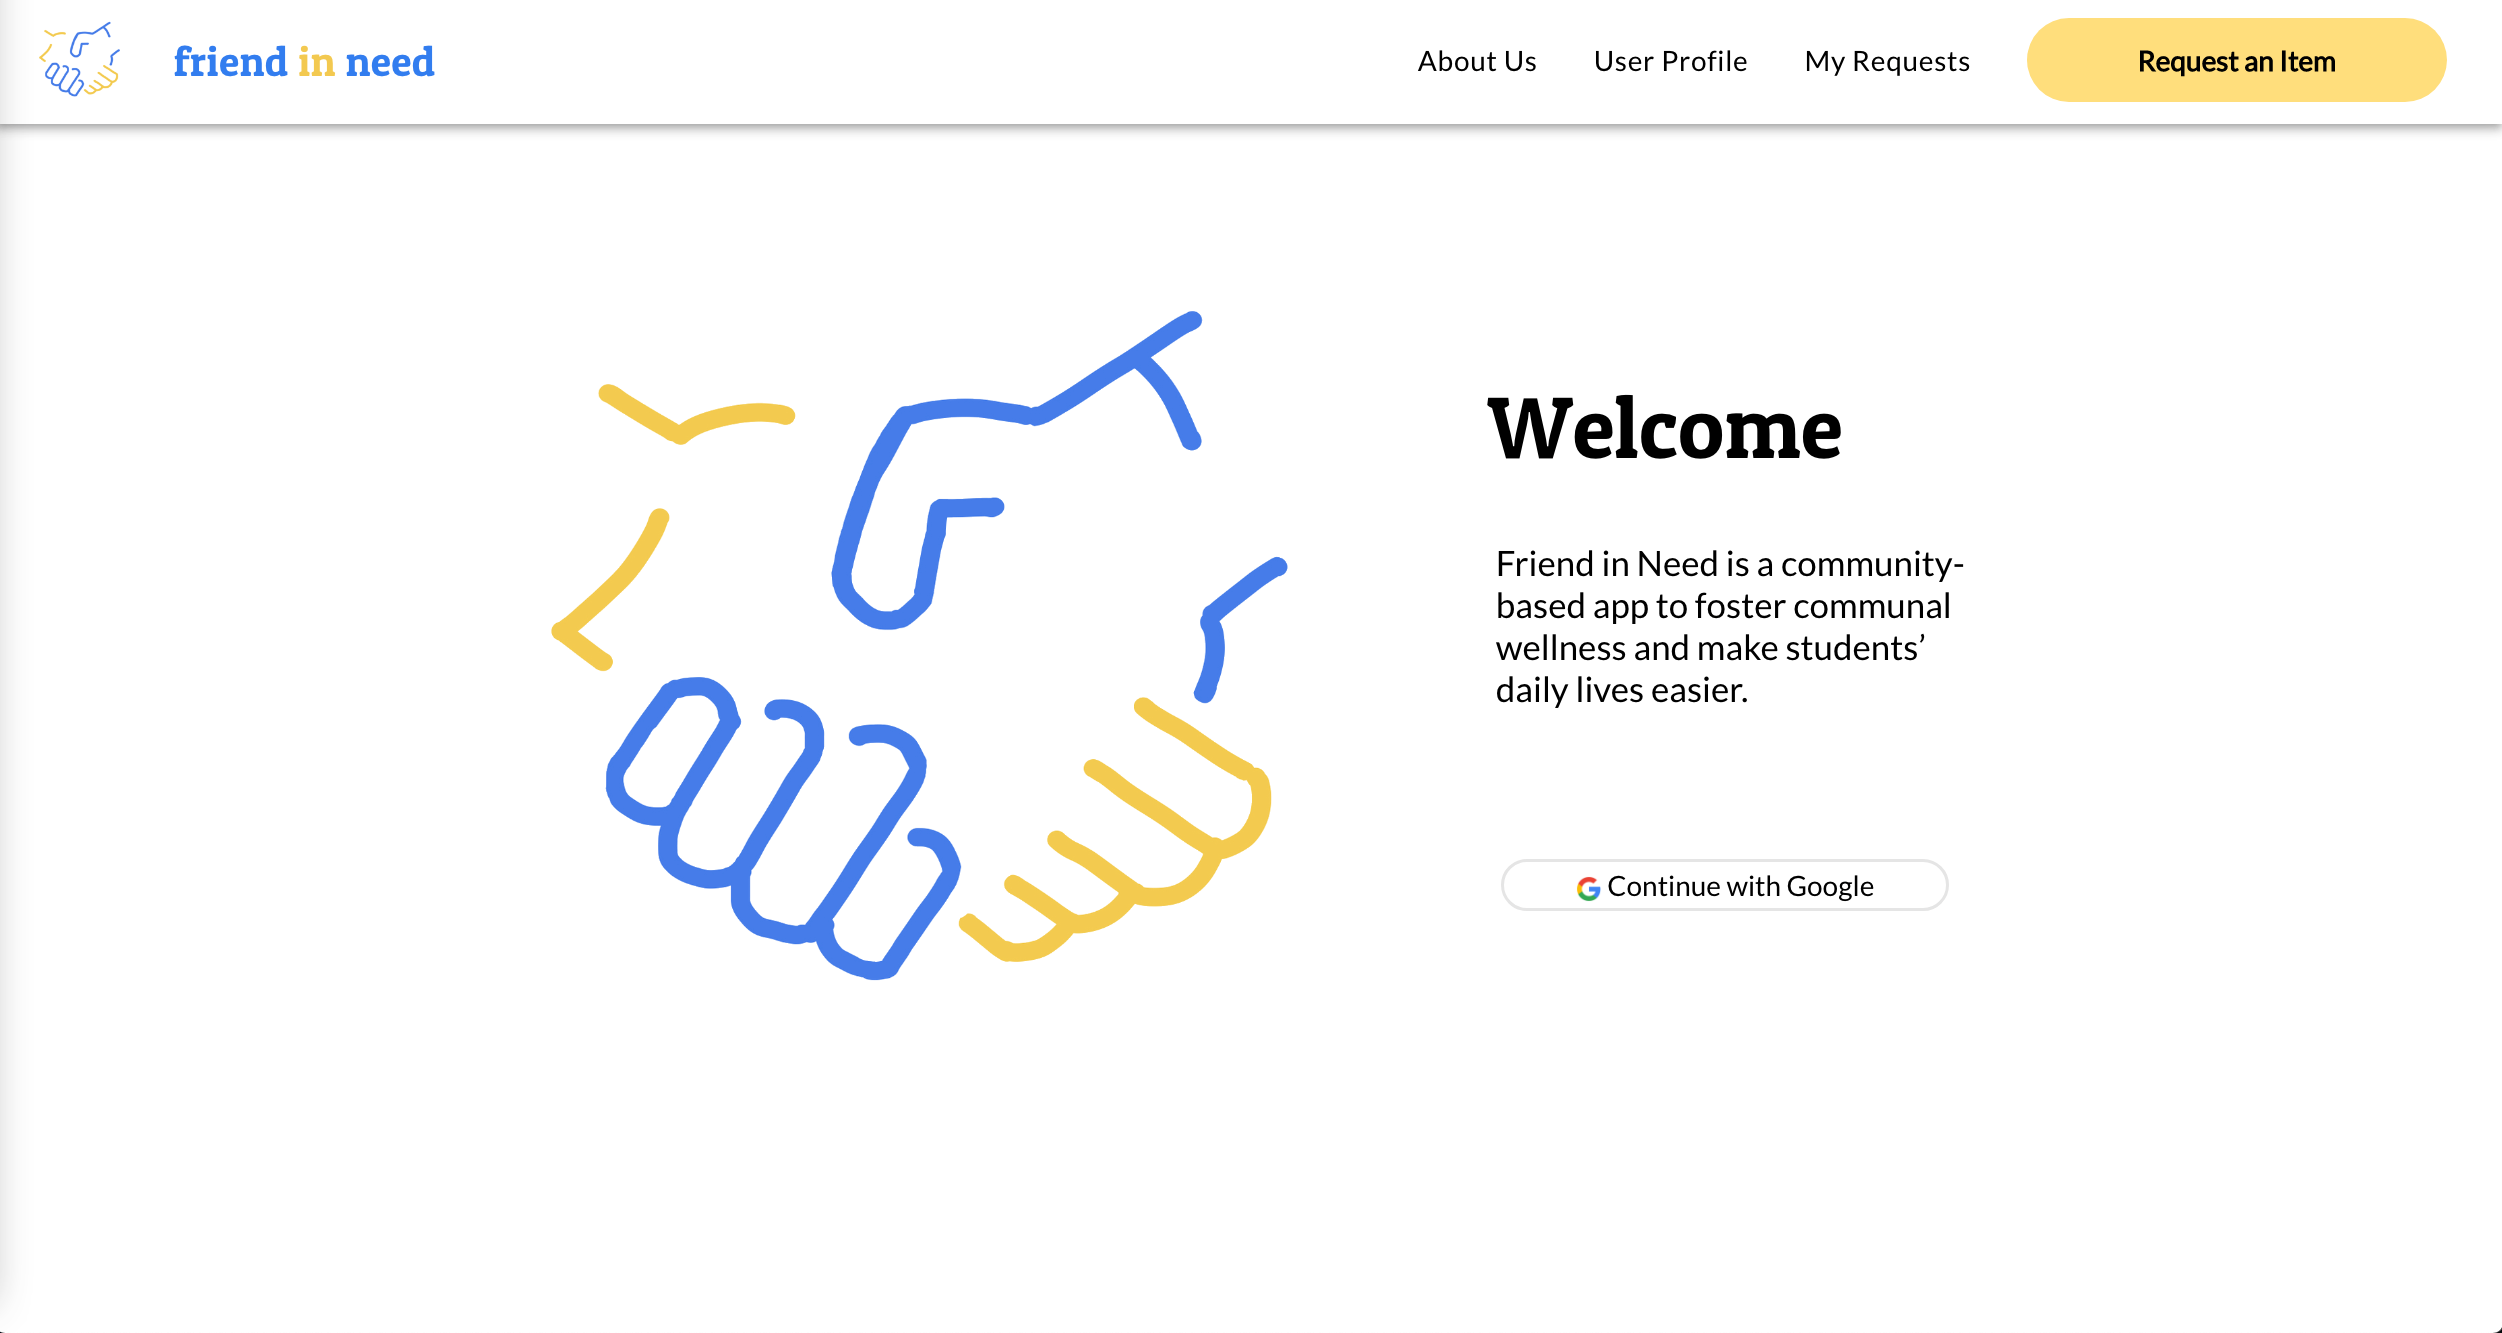 friend in need
About Us
User Profile
My Requests
Request an Item
Welcome
Friend in Need is a community-
based app to foster communal
wellness and make students’
daily lives easier.
Continue with Google